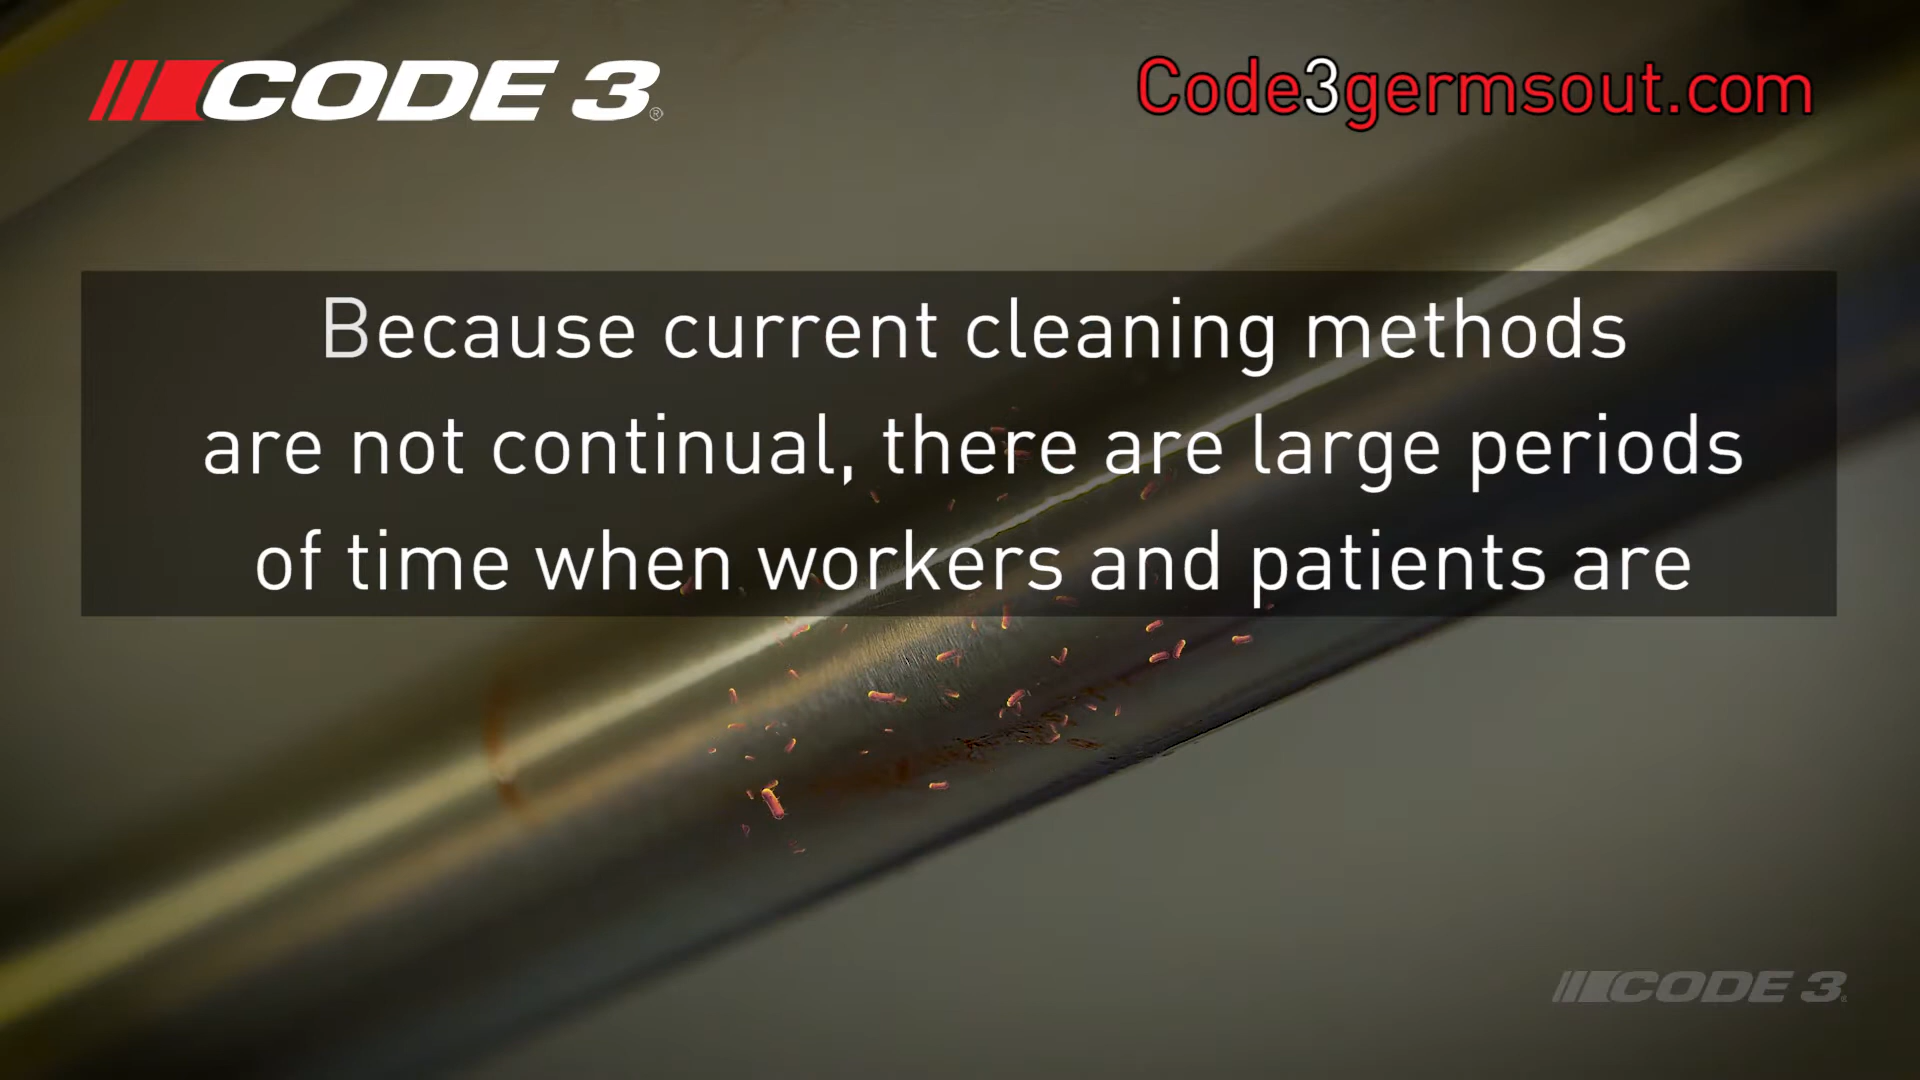 CODE 3®
Code3germsout.com
Because current cleaning methods
are not continual, there are large periods
of time when workers and patients are
CODE 3®